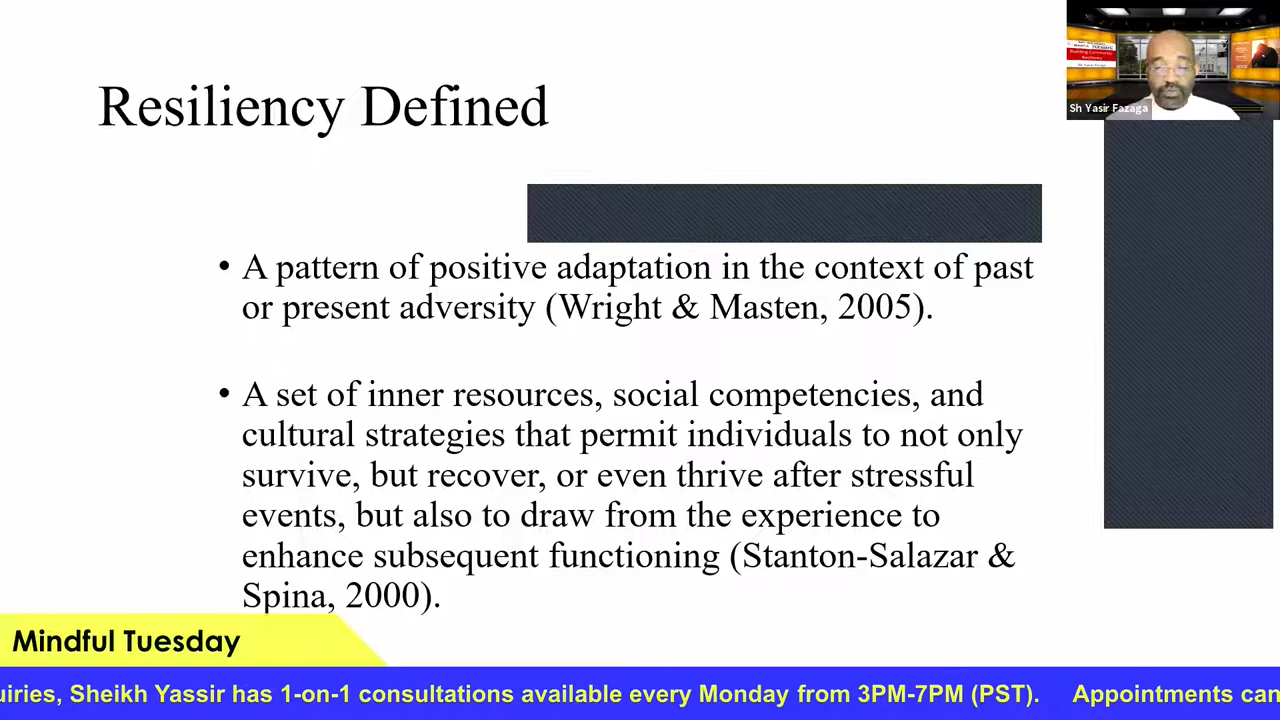 Resiliency Defined
Sh Yasir Fazaga
• A pattern of positive adaptation in the context of past
or present adversity (Wright & Masten, 2005).
• A set of inner resources, social competencies, and
cultural strategies that permit individuals to not only
survive, but recover, or even thrive after stressful
events, but also to draw from the experience to
enhance subsequent functioning (Stanton-Salazar &
Spina, 2000).
Mindful Tuesday
uiries, Sheikh Yassir has 1-on-1 consultations available every Monday from 3PM-7PM (PST). Appointments can